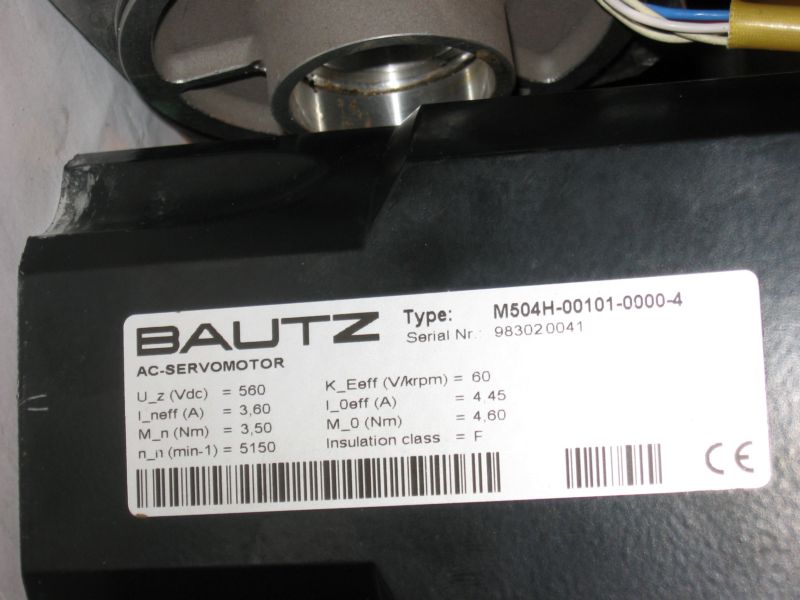 BAUTZ
AC-SERVOMOTOR
Type: M504H-00101-0000-4
Serial Nr.: 983020041
U_z (Vdc) = 560
I_neff (A) = 3,60
M_n (Nm) = 3,50
n_n (min-1) = 5150
K_Eeff (V/krpm) = 60
I_0eff (A) = 4,45
M_0 (Nm) = 4,60
Insulation class = F
CE